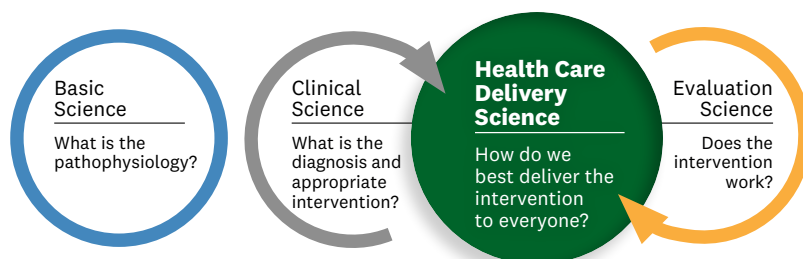 Basic
Science
What is the
pathophysiology?
Clinical
Science
What is the
diagnosis and
appropriate
intervention?
Health Care
Delivery
Science
How do we
best deliver the
intervention
to everyone?
Evaluation
Science
Does the
intervention
work?